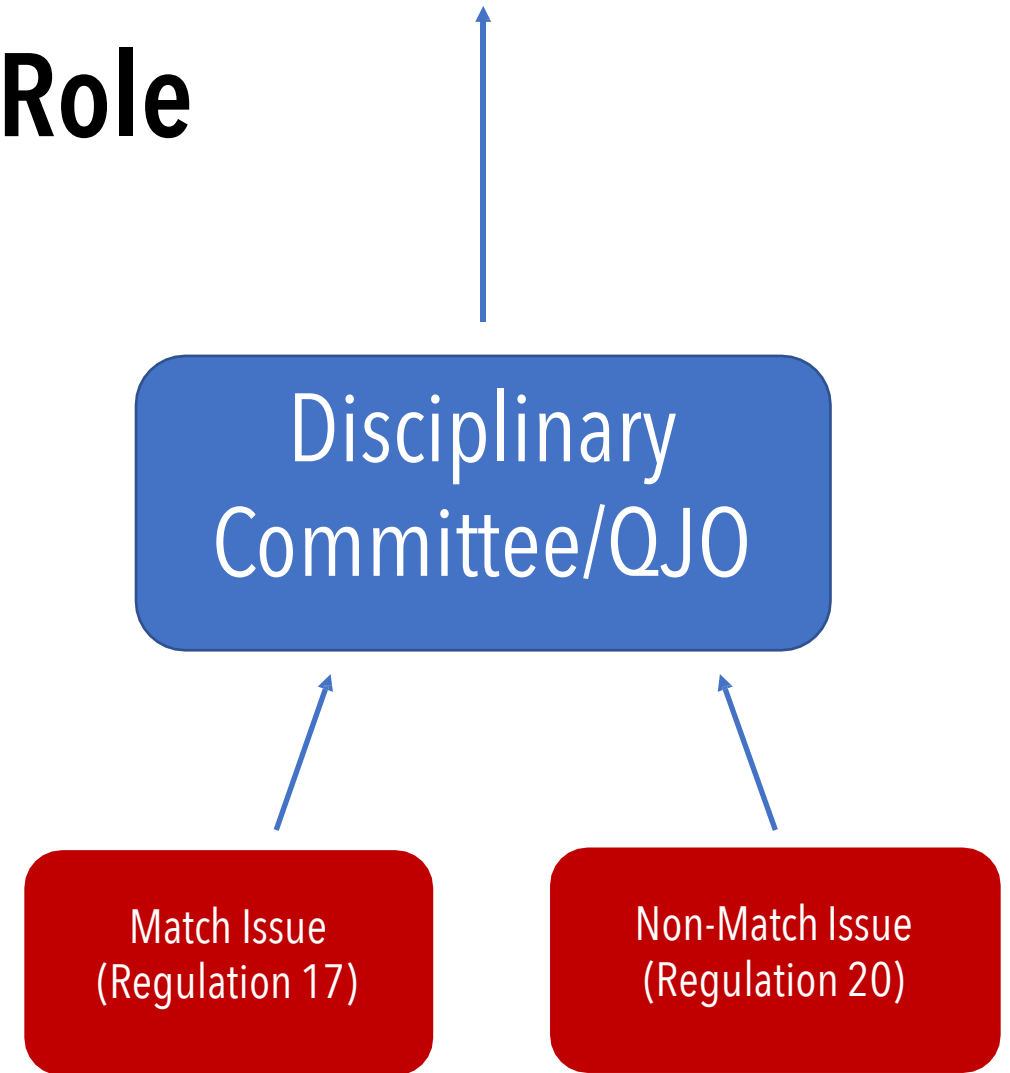 Role
Disciplinary
Committee/QJO
Match Issue
(Regulation 17)
Non-Match Issue
(Regulation 20)